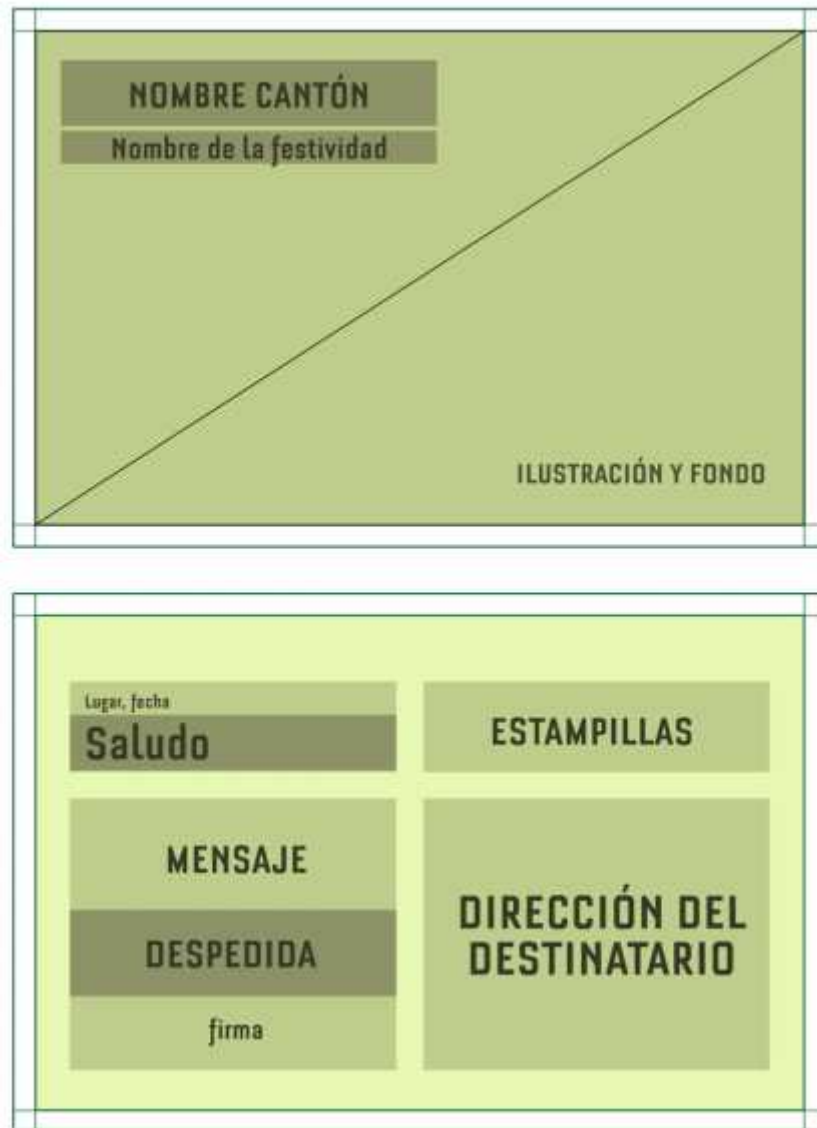 NOMBRE CANTÓN
Nombre de la festividad
ILUSTRACIÓN Y FONDO
Lugar, fecha
Saludo
ESTAMPILLAS
MENSAJE
DESPEDIDA
firma
DIRECCIÓN DEL
DESTINATARIO